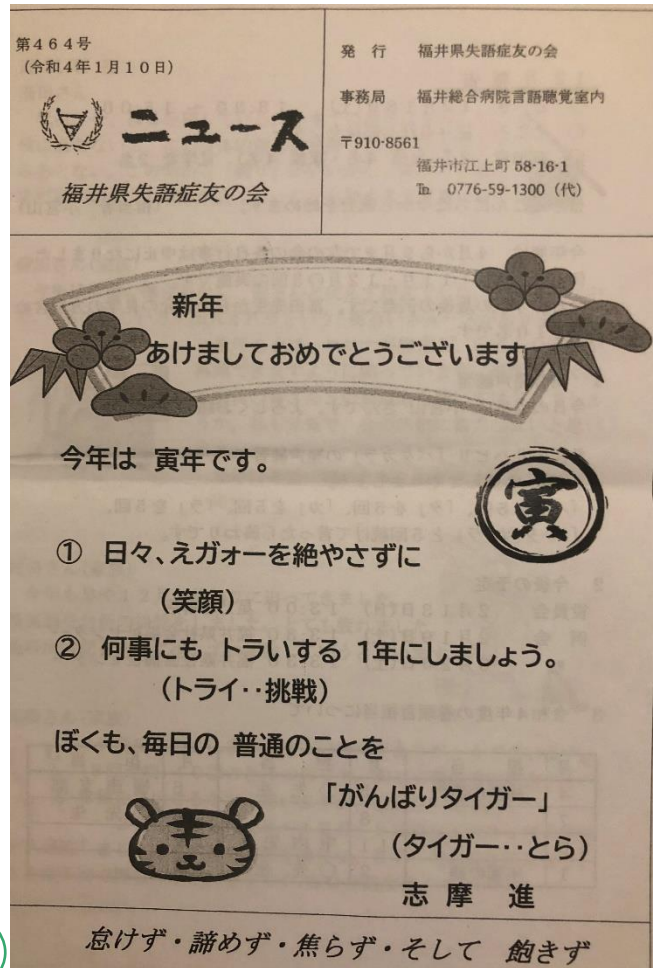 第464号
(令和4年1月10日)
ニュース
福井県失語症友の会
発 行 福井県失語症友の会
事務局 福井総合病院言語聴覚室内
〒910-8561
福井市江上町 58-16-1
℡ 0776-59-1300(代)
新年
あけましておめでとうございます
今年は 寅年です。
寅
① 日々、えガォーを絶やさずに
(笑顔)
② 何事にも トラいする 1年にしましょう。
(トライ‥挑戦)
ぼくも、毎日の 普通のことを
「がんばりタイガー」
(タイガー‥とら)
志 摩 進
怠けず・諦めず・焦らず・そして 飽きず